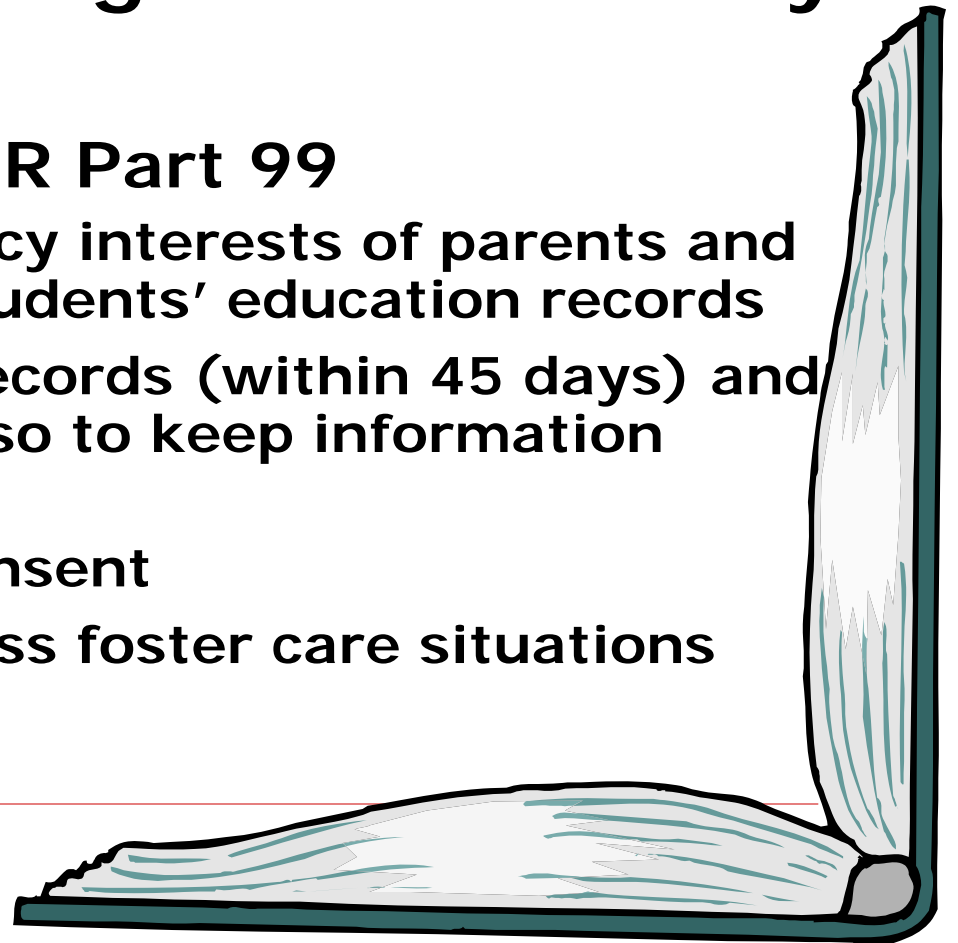 R Part 99
cy interests of parents and
udents’ education records
ecords (within 45 days) and
so to keep information
nsent
ss foster care situations